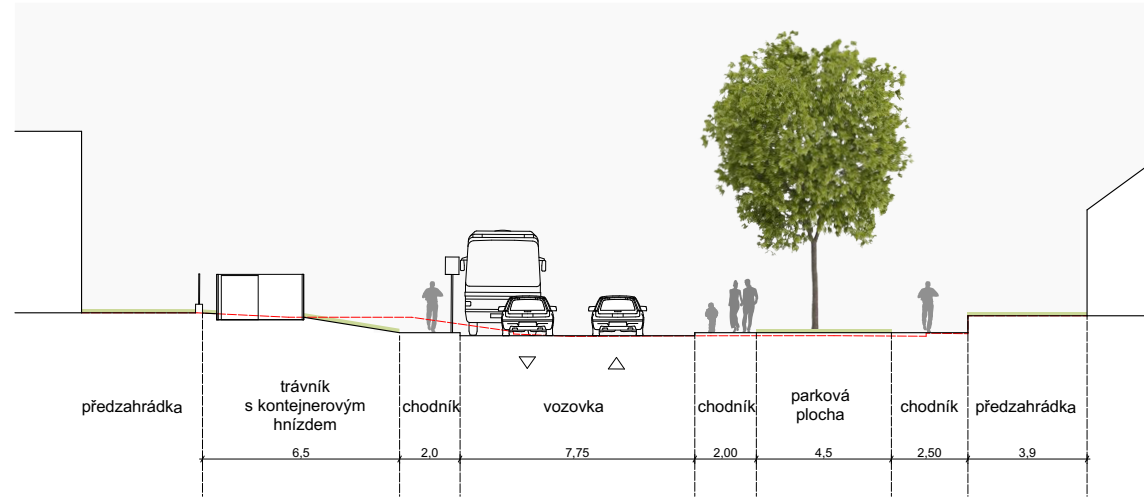 předzahrádka
trávník
s kontejnerovým
hnízdem
chodník
vozovka
chodník
parková
plocha
chodník
předzahrádka
6,5
2,0
7,75
2,00
4,5
2,50
3,9